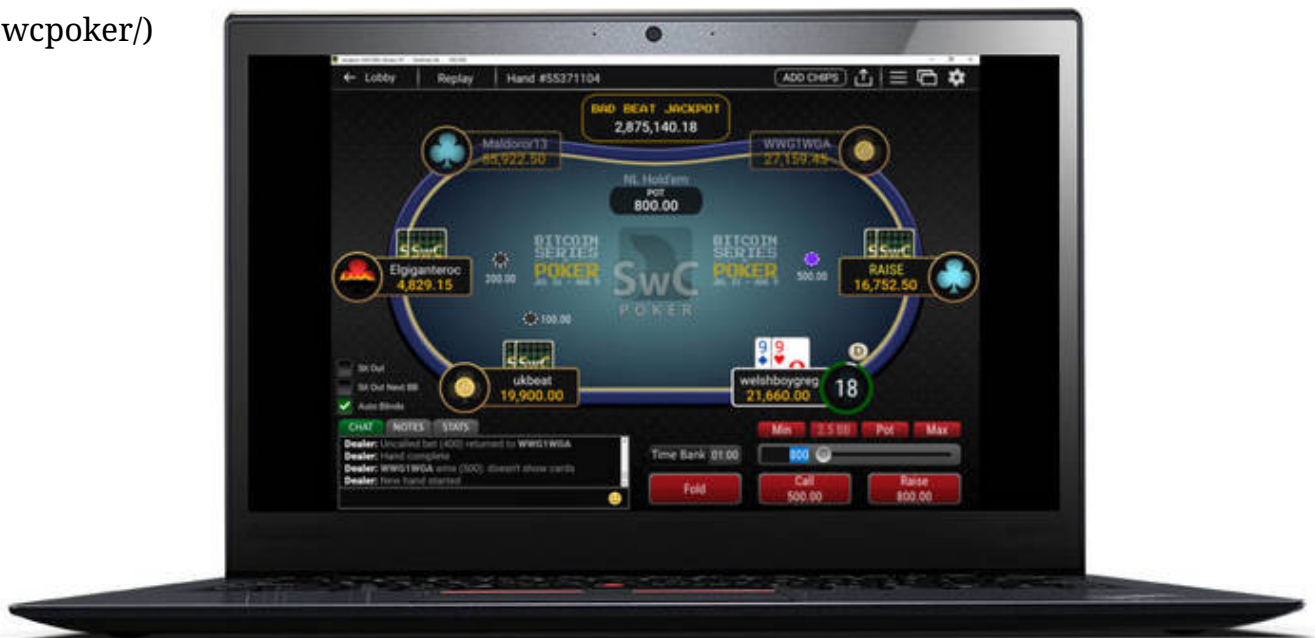 wcpoker/)
← Lobby Replay Hand #55371104 ADD CHIPS
BAD BEAT JACKPOT
2,875,140.18
Maldoror13
WWG1WGA
27,159.45
NL Hold'em
POT
800.00
BITCOIN SERIES POKER
SwC
POKER
BITCOIN SERIES POKER
SSwC
Elgiganteroc
4,829.15
200.00
500.00
SSwC
RAISE
16,752.50
100.00
SSwC
ukbeat
19,900.00
9 9
D
welshboygreg
21,660.00
18
Sit Out
Sit Out Next BB
Auto Blinds
CHAT NOTES STATS
Dealer: Uncalled bet (400) returned to WWG1WGA
Dealer: Hand complete
Dealer: WWG1WGA wins (500) doesn't show cards
Dealer: New hand started
Time Bank 01:00
Min 2.5 BB Pot Max
800
Fold
Call
500.00
Raise
800.00